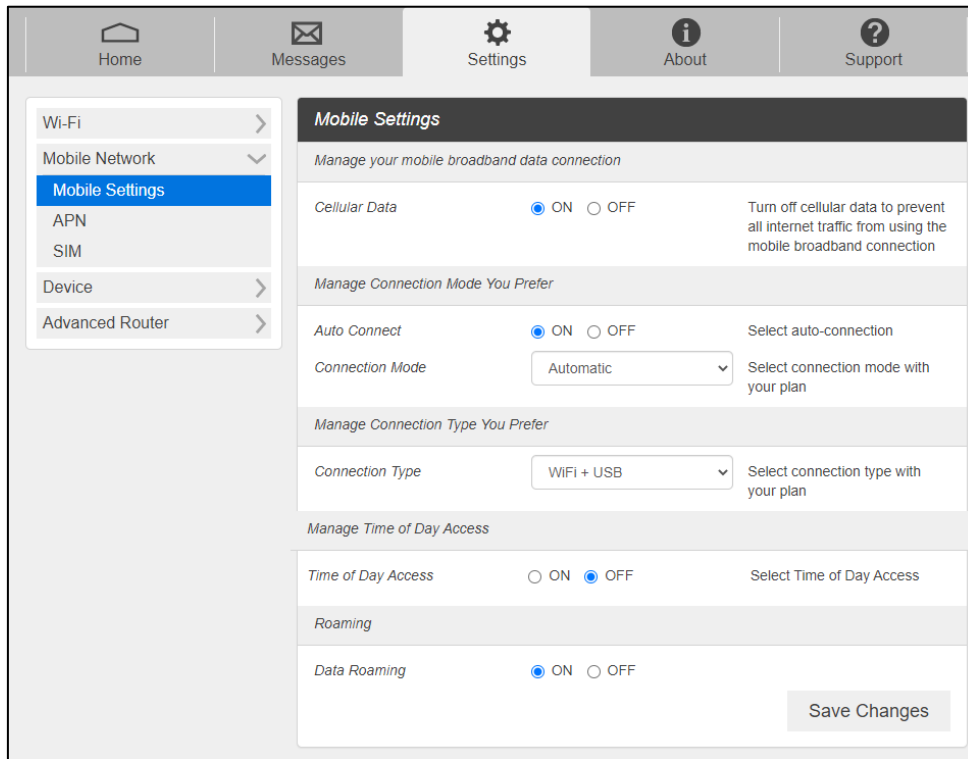 Home
Messages
Settings
About
Support
Wi-Fi
Mobile Network
Mobile Settings
APN
SIM
Device
Advanced Router
Mobile Settings
Manage your mobile broadband data connection
Cellular Data ON OFF Turn off cellular data to prevent
all internet traffic from using the
mobile broadband connection
Manage Connection Mode You Prefer
Auto Connect ON OFF Select auto-connection
Connection Mode Automatic Select connection mode with
your plan
Manage Connection Type You Prefer
Connection Type WiFi + USB Select connection type with
your plan
Manage Time of Day Access
Time of Day Access ON OFF Select Time of Day Access
Roaming
Data Roaming ON OFF
Save Changes